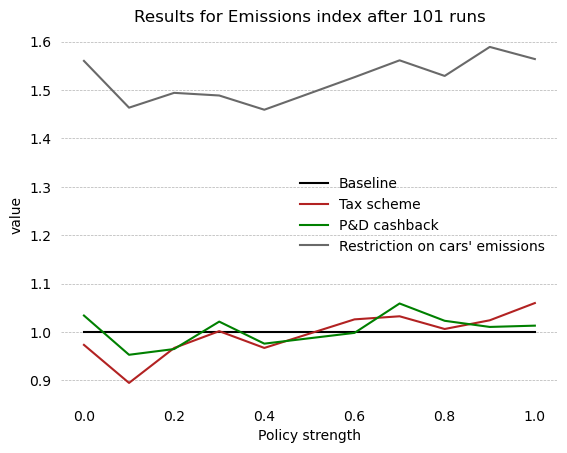 Results for Emissions index after 101 runs
1.6
1.5
1.4
1.3
1.2
1.1
1.0
0.9
value
Baseline
Tax scheme
P&D cashback
Restriction on cars' emissions
0.0 0.2 0.4 0.6 0.8 1.0
Policy strength